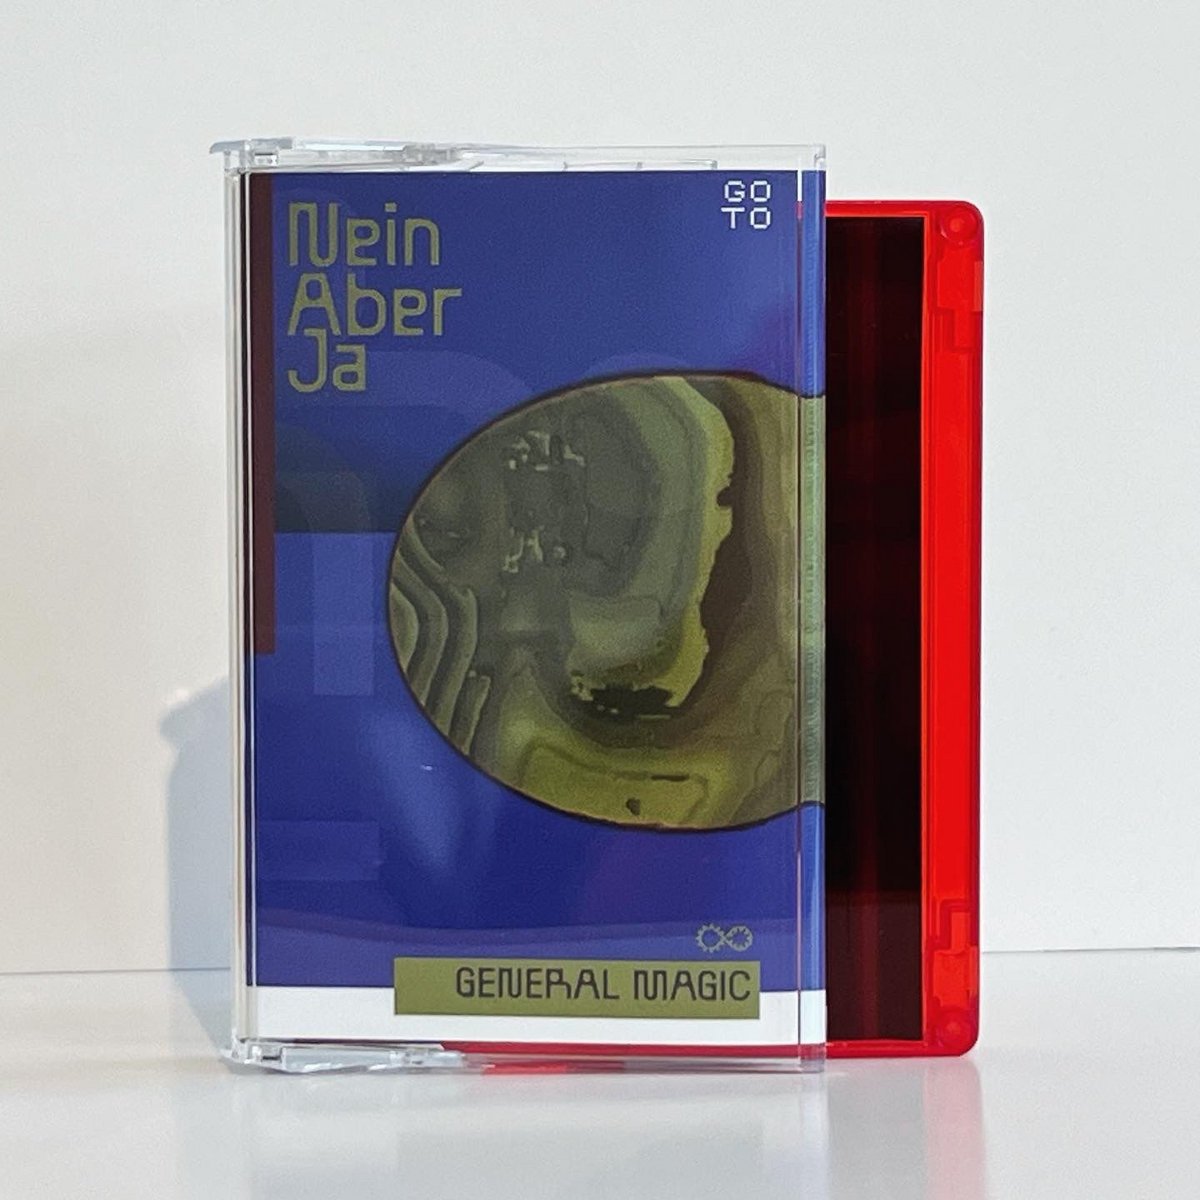 Nein
Aber
Ja
GO
TO
GENERAL MAGIC